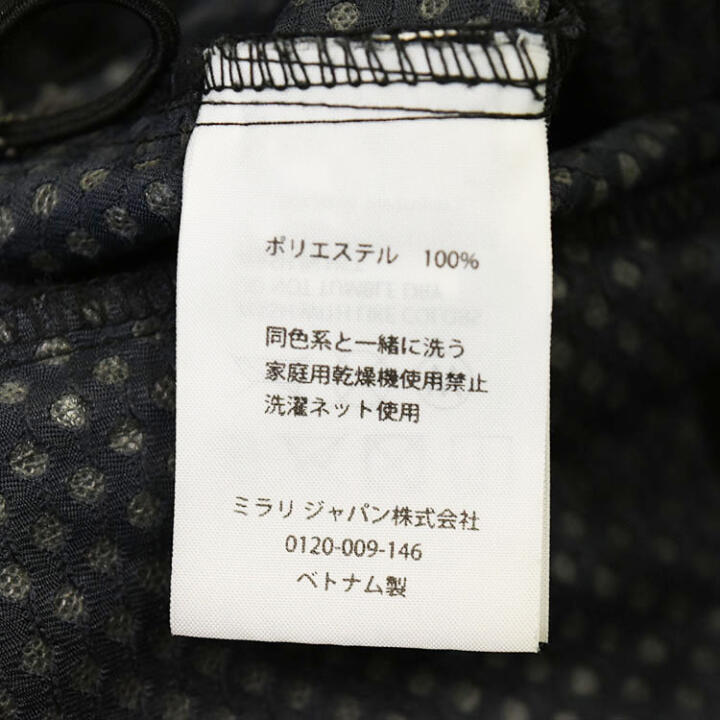 ポリエステル 100%
同色系と一緒に洗う
家庭用乾燥機使用禁止
洗濯ネット使用
ミラリ ジャパン株式会社
0120-009-146
ベトナム製